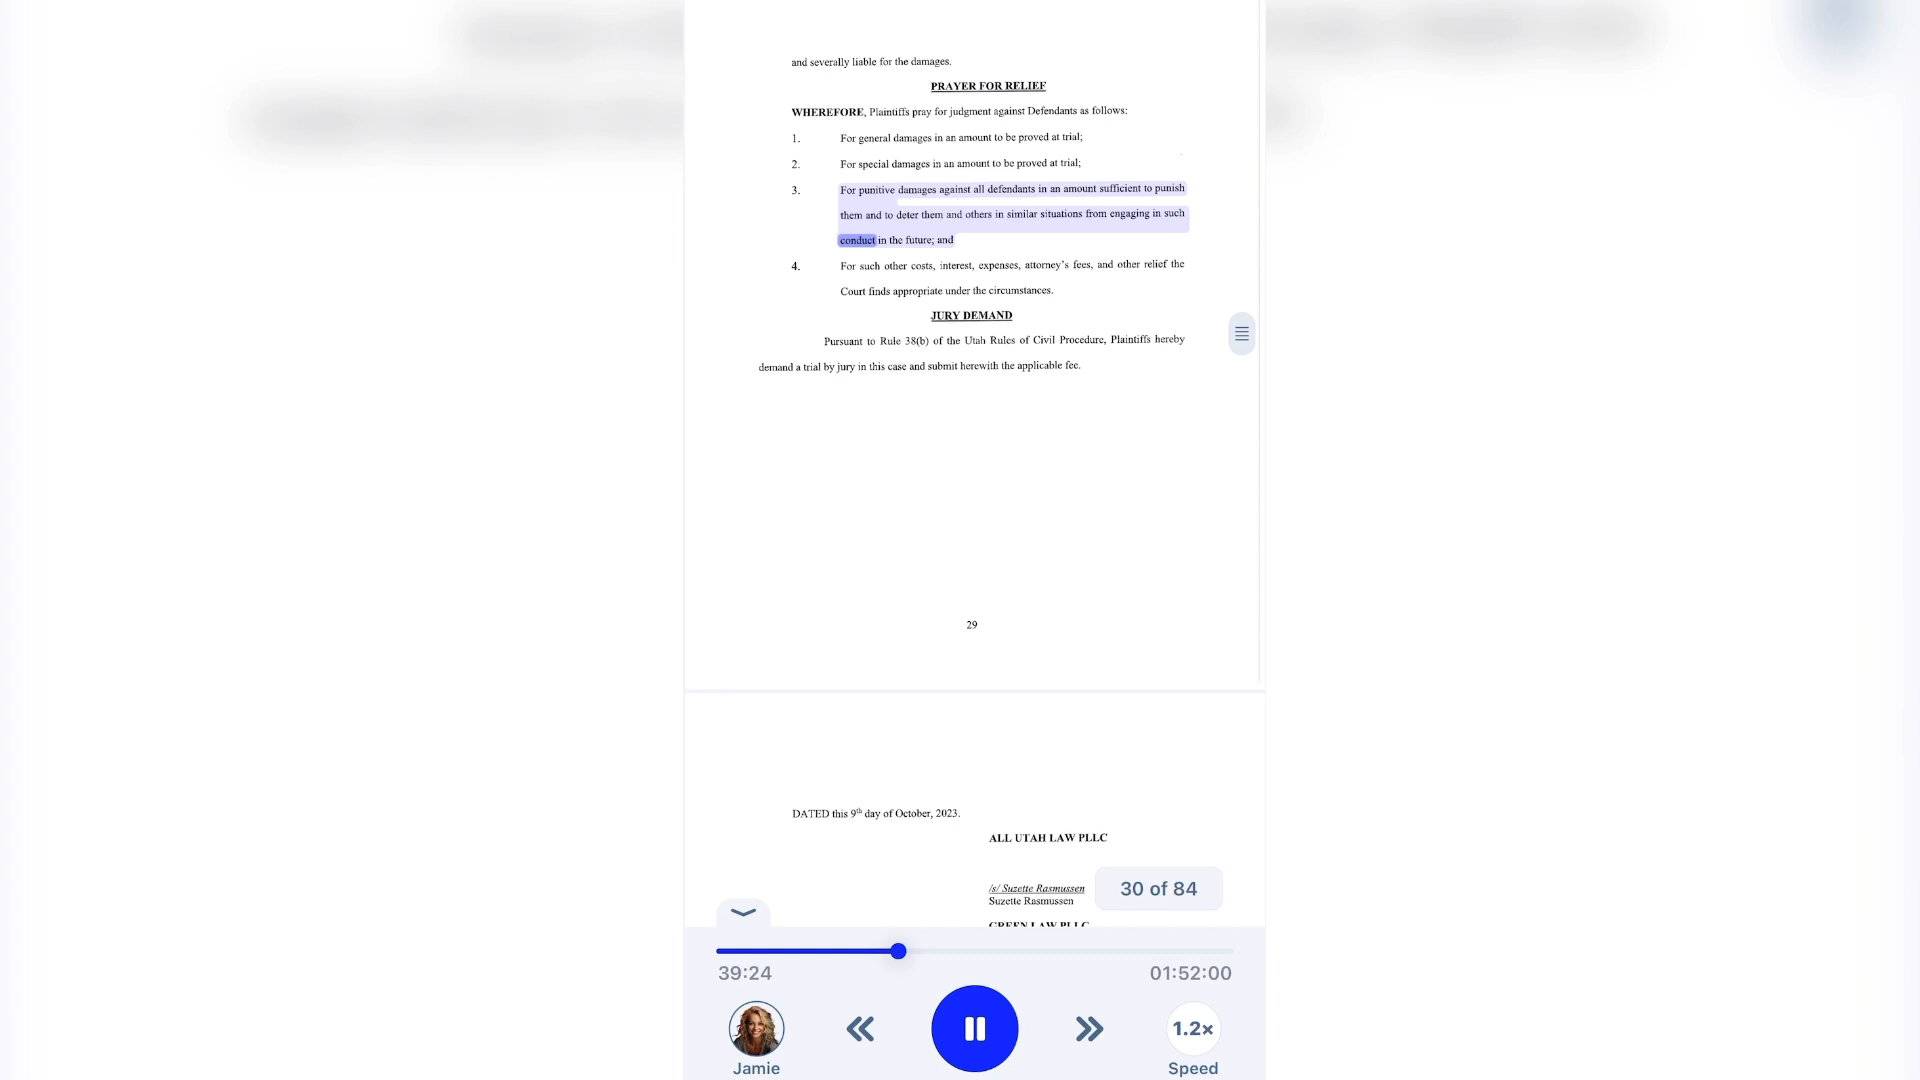 and severally liable for the damages.
PRAYER FOR RELIEF
WHEREFORE, Plaintiffs pray for judgment against Defendants as follows:
1. For general damages in an amount to be proved at trial;
2. For special damages in an amount to be proved at trial;
3. For punitive damages against all defendants in an amount sufficient to punish
them and to deter them and others in similar situations from engaging in such
conduct in the future; and
4. For such other costs, interest, expenses, attorney's fees, and other relief the
Court finds appropriate under the circumstances.
JURY DEMAND
Pursuant to Rule 38(b) of the Utah Rules of Civil Procedure, Plaintiffs hereby
demand a trial by jury in this case and submit herewith the applicable fee.
29
DATED this 9th day of October, 2023.
ALL UTAH LAW PLLC
/s/ Suzette Rasmussen
30 of 84
Suzette Rasmussen
GREEN LAW PLLC
39:24
01:52:00
1.2×
Jamie
Speed